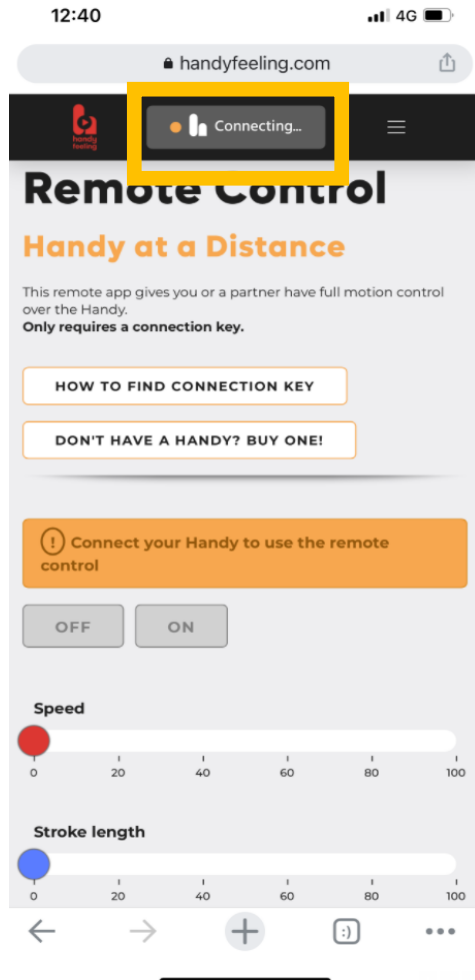 12:40
4G
handyfeeling.com
handy
feeling
Connecting...
Remote Control
Handy at a Distance
This remote app gives you or a partner have full motion control
over the Handy.
Only requires a connection key.
HOW TO FIND CONNECTION KEY
DON'T HAVE A HANDY? BUY ONE!
! Connect your Handy to use the remote
control
OFF ON
Speed
0 20 40 60 80 100
Stroke length
0 20 40 60 80 100
:)